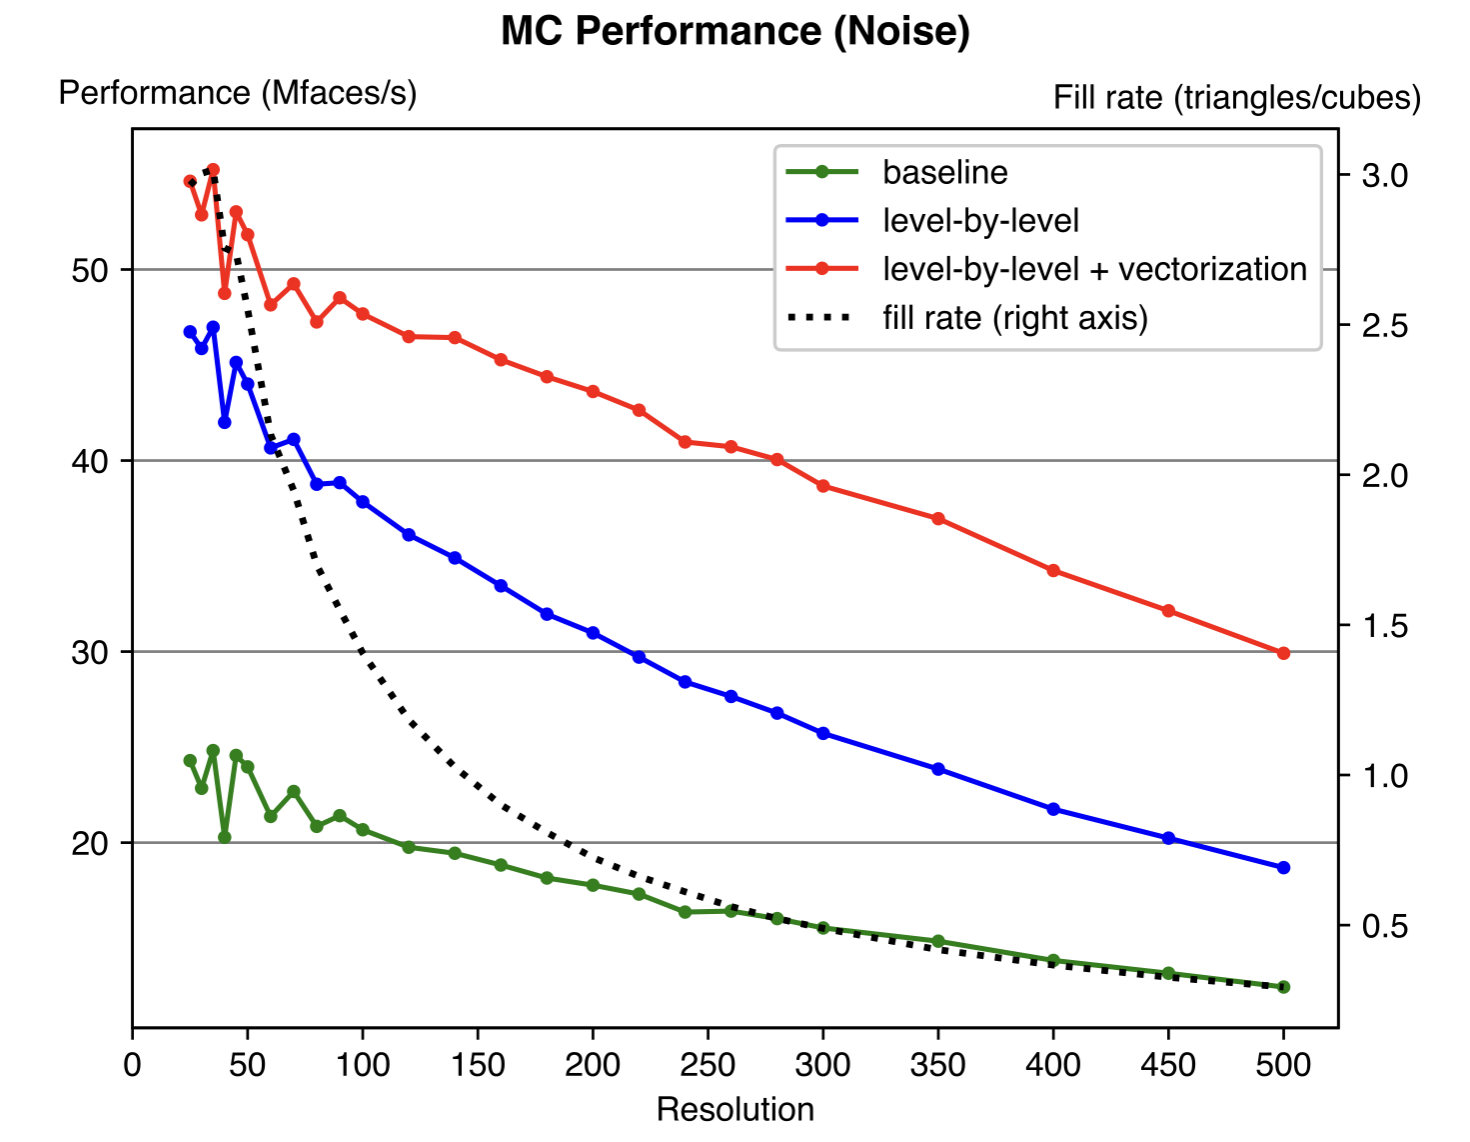 MC Performance (Noise)
Performance (Mfaces/s)
Fill rate (triangles/cubes)
baseline
level-by-level
level-by-level + vectorization
fill rate (right axis)
50
40
30
20
3.0
2.5
2.0
1.5
1.0
0.5
0 50 100 150 200 250 300 350 400 450 500
Resolution